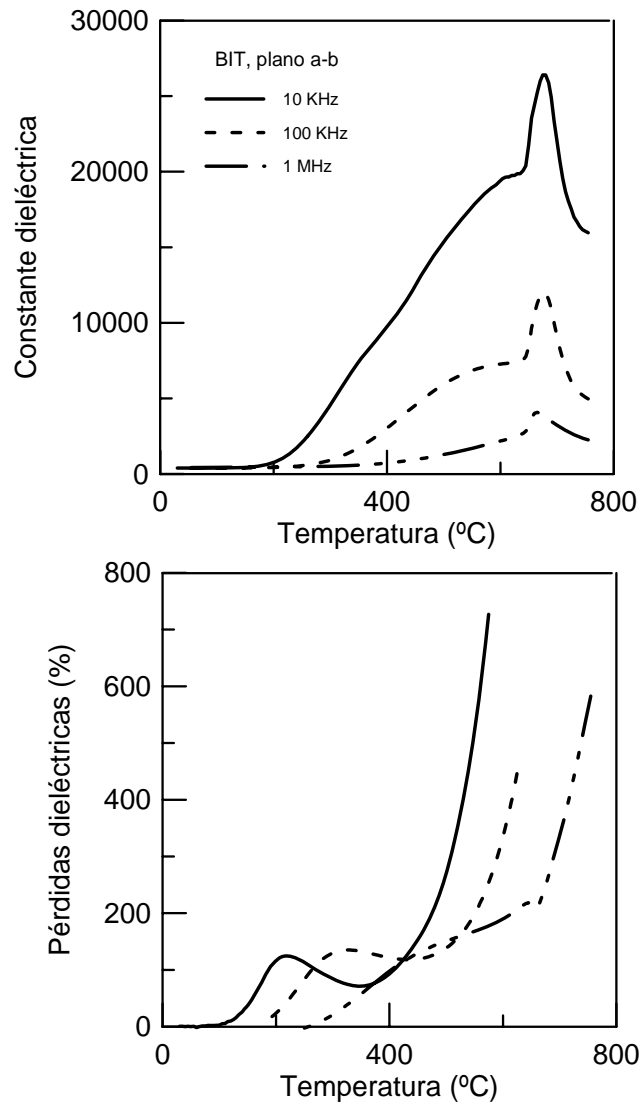 30000
BIT, plano a-b
10 KHz
100 KHz
1 MHz
20000
10000
0
Constante dieléctrica
0
400
800
Temperatura (ºC)
800
600
400
200
0
Pérdidas dieléctricas (%)
0
400
800
Temperatura (ºC)